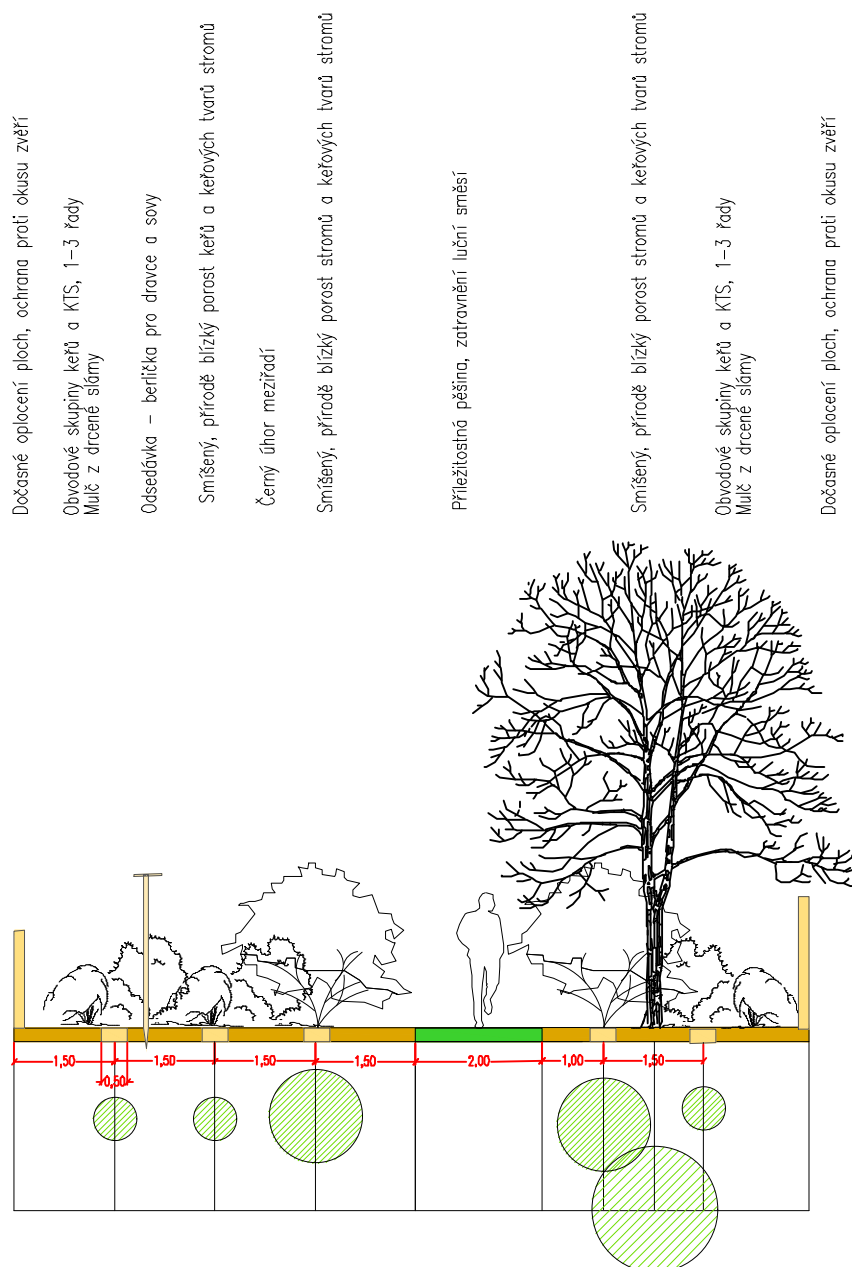 Dočasné oplocení ploch, ochrana proti okusu zvěří
Obvodové skupiny keřů a KTS, 1–3 řady
Mulč z drcené slámy
Odsedávka – berlička pro dravce a sovy
Smíšený, přírodě blízký porost keřů a keřových tvarů stromů
Černý úhor meziřadí
Smíšený, přírodě blízký porost stromů a keřových tvarů stromů
Příležitostná pěšina, zatravnění luční směsí
Smíšený, přírodě blízký porost stromů a keřových tvarů stromů
Obvodové skupiny keřů a KTS, 1–3 řady
Mulč z drcené slámy
Dočasné oplocení ploch, ochrana proti okusu zvěří
1,50 1,50 1,50 1,50 2,00 1,00 1,50
0,50